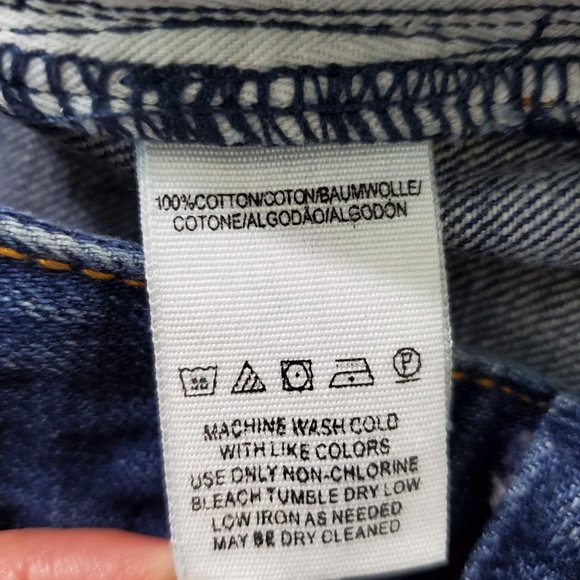 100%COTTON/COTON/BAUMWOLLE/
COTONE/ALGODÃO/ALGODÓN
30
P
MACHINE WASH COLD
WITH LIKE COLORS
USE ONLY NON-CHLORINE
BLEACH TUMBLE DRY LOW
LOW IRON AS NEEDED
MAY BE DRY CLEANED